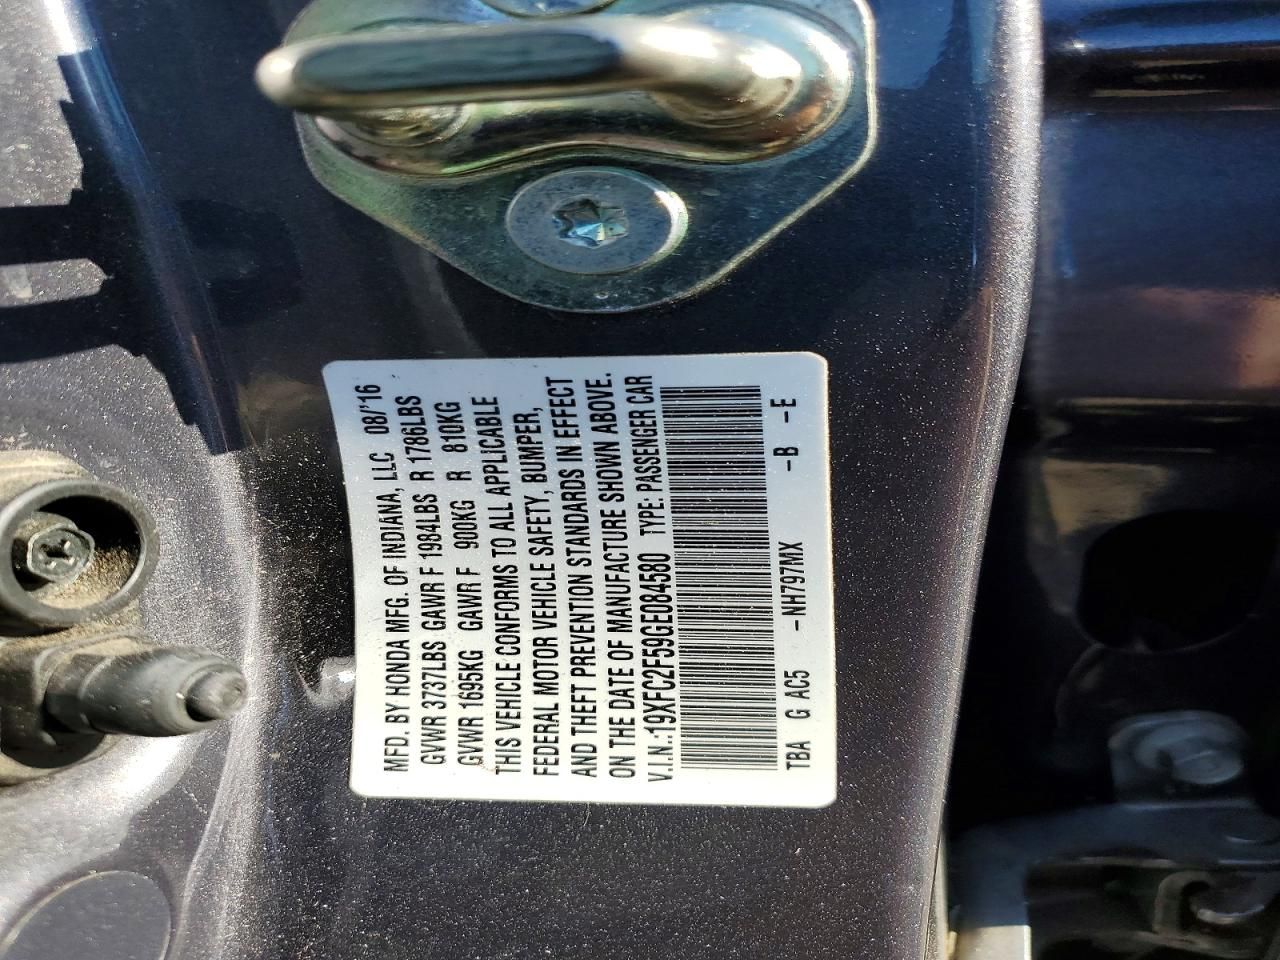 MFD. BY HONDA MFG. OF INDIANA, LLC 08/'16
GVWR 3737LBS GAWR F 1984LBS R 1786LBS
GVWR 1695KG GAWR F 900KG R 810KG
THIS VEHICLE CONFORMS TO ALL APPLICABLE
FEDERAL MOTOR VEHICLE SAFETY, BUMPER,
AND THEFT PREVENTION STANDARDS IN EFFECT
ON THE DATE OF MANUFACTURE SHOWN ABOVE.
V.I.N.:19XFC2F59GE084580 TYPE: PASSENGER CAR
TBA G AC5 -NH797MX -B -E